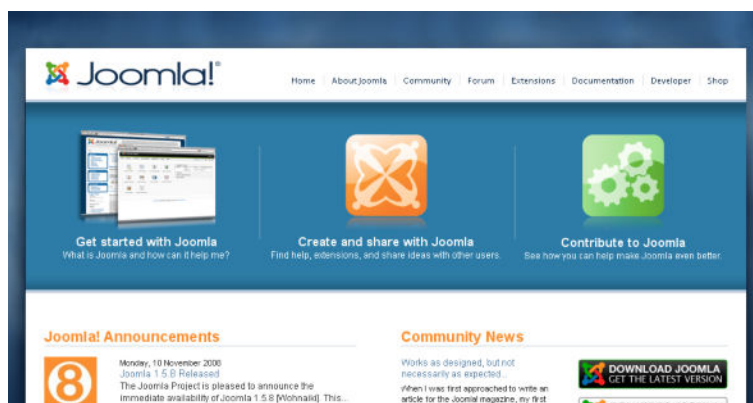 Joomla!®
Home
About Joomla
Community
Forum
Extensions
Documentation
Developer
Shop
Get started with Joomla
What is Joomla and how can it help me?
Create and share with Joomla
Find help, extensions, and share ideas with other users.
Contribute to Joomla
See how you can help make Joomla even better.
Joomla! Announcements
8
Monday, 10 November 2008
Joomla 1.5.8 Released
The Joomla Project is pleased to announce the
immediate availability of Joomla 1.5.8 [Wohnaiki]. This...
Community News
Works as designed, but not
necessarily as expected...
When I was first approached to write an
article for the Joomla! magazine, my first
DOWNLOAD JOOMLA
GET THE LATEST VERSION